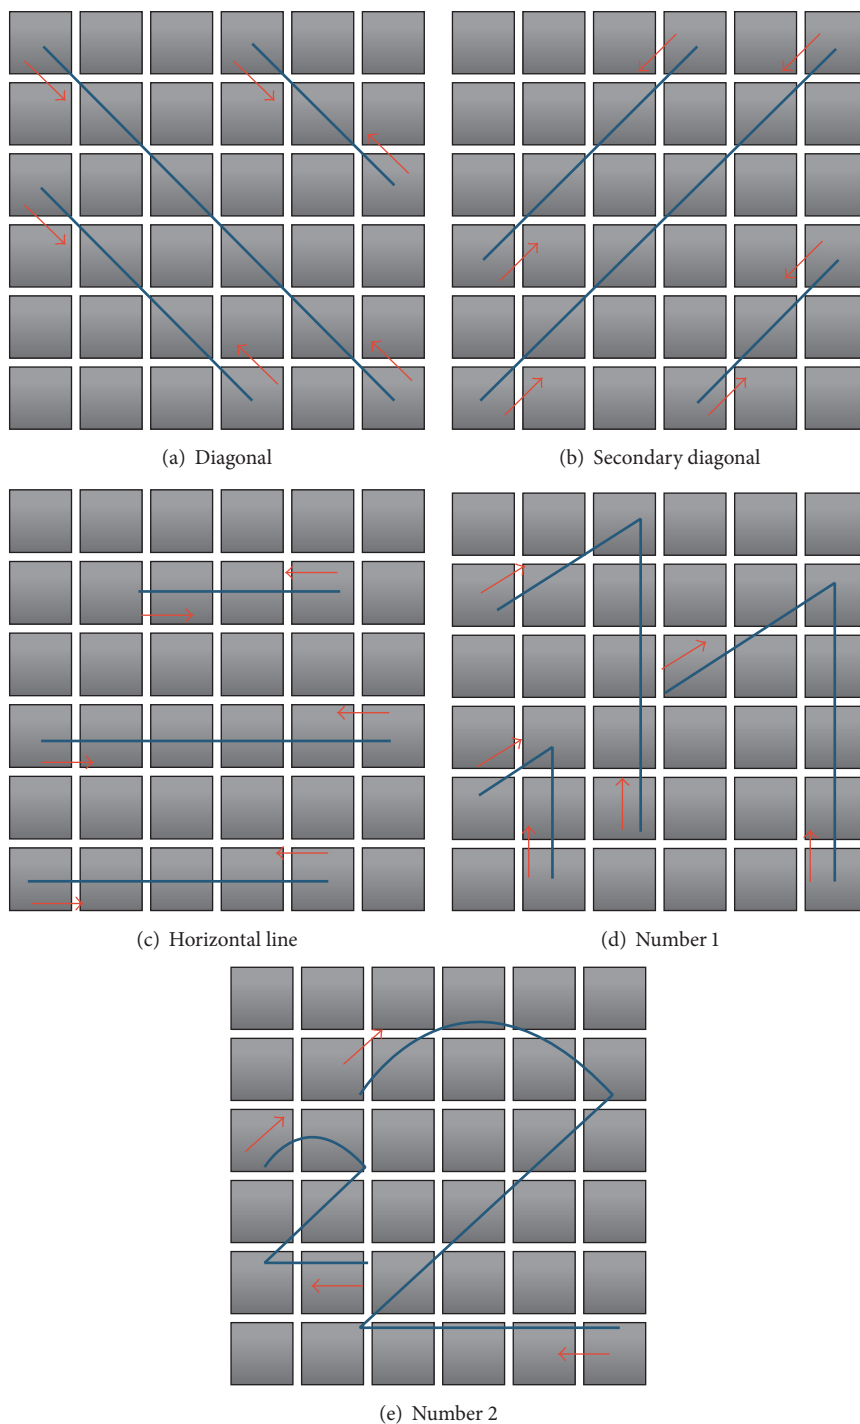 (a) Diagonal
(b) Secondary diagonal
(c) Horizontal line
(d) Number 1
(e) Number 2